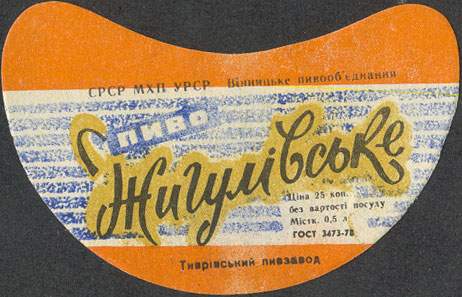 СРСР МХП УРСР Вінницьке пивооб'єднання
пиво
Жигулівське
Ціна 25 коп.
без вартості посуду
Містк. 0,5 л
ГОСТ 3473-78
Тиврівський пивзавод